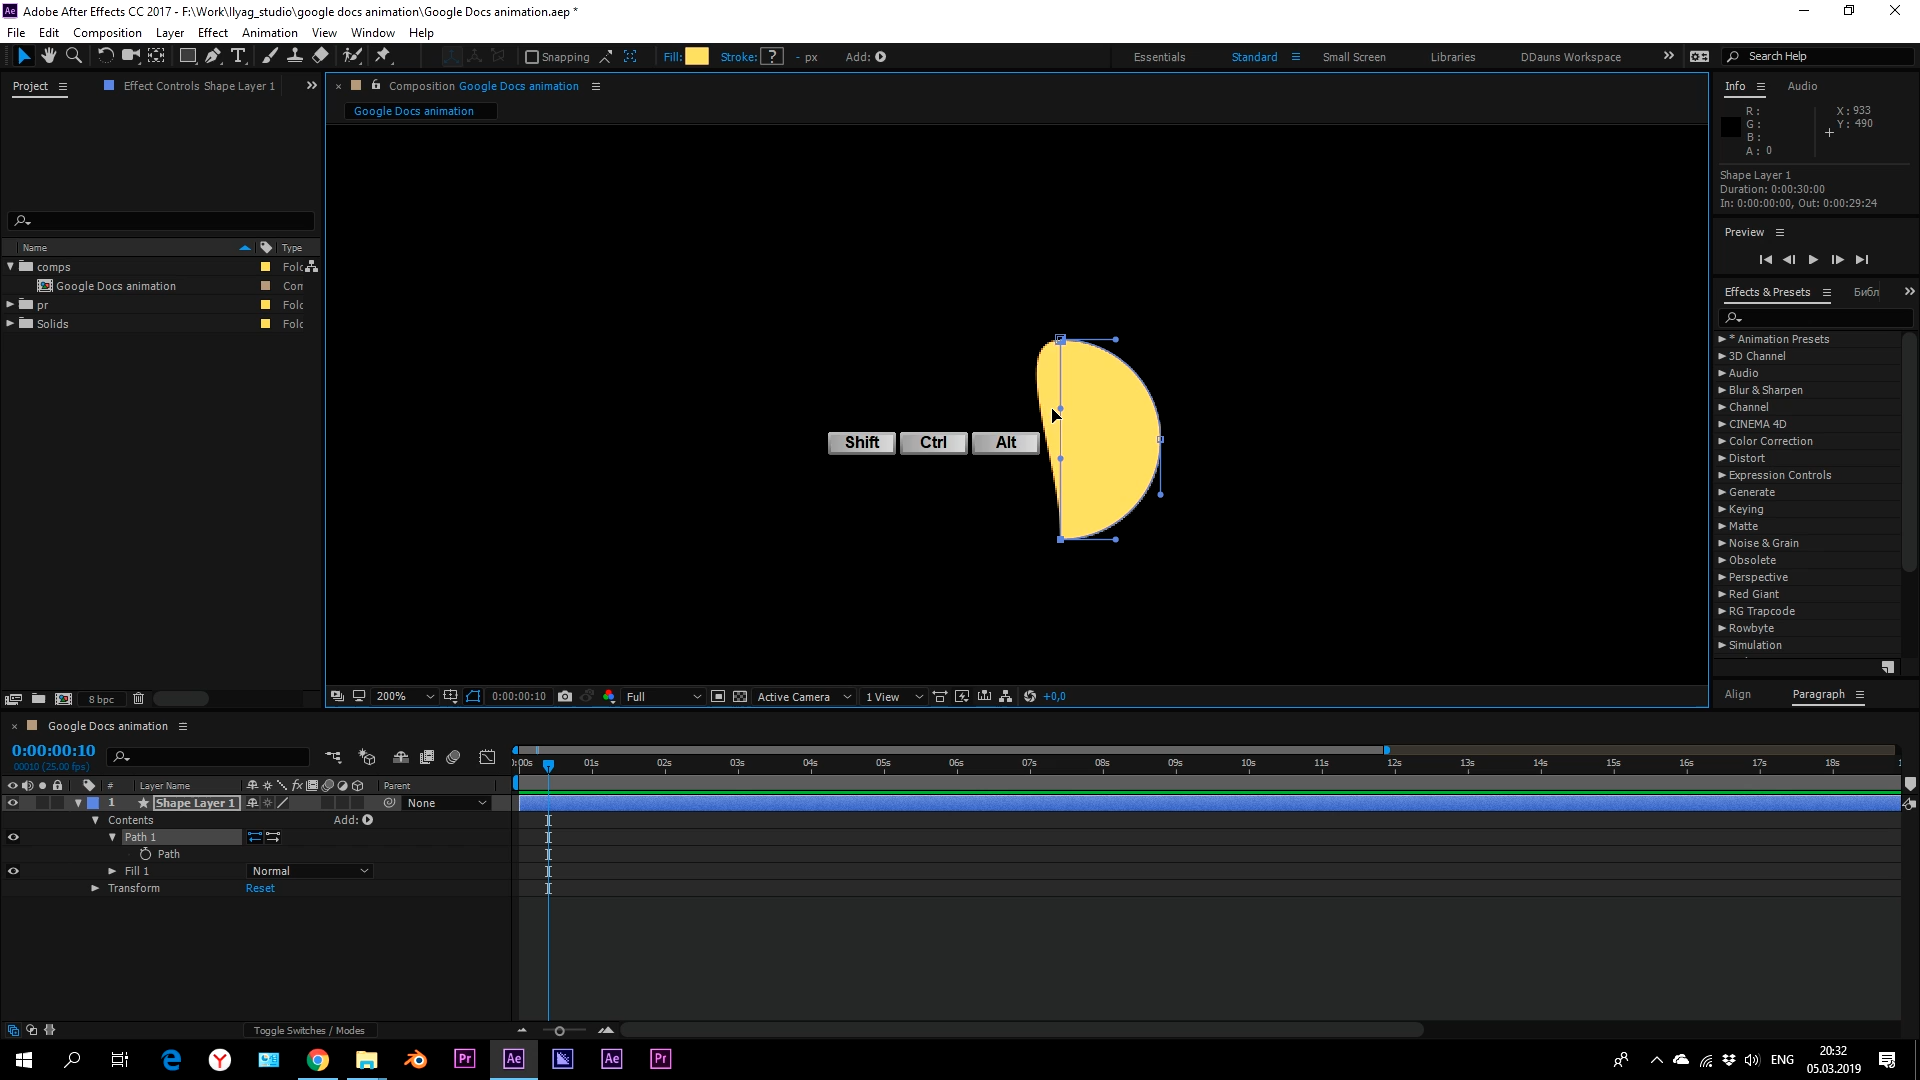 Adobe After Effects CC 2017 - F:\Work\Ilyag_studio\google docs animation\Google Docs animation.aep *
File Edit Composition Layer Effect Animation View Window Help
Snapping Fill: Stroke: ? - px Add: Essentials Standard Small Screen Libraries DDauns Workspace Search Help
Project Effect Controls Shape Layer 1
Composition Google Docs animation
Google Docs animation
Name Type
comps Folc
Google Docs animation Con
pr Folc
Solids Folc
8 bpc
Shift Ctrl Alt
200% 0:00:00:10 Full Active Camera 1 View +0,0
Info Audio
R: X: 933
G: Y: 490
B:
A: 0
Shape Layer 1
Duration: 0:00:30:00
In: 0:00:00:00, Out: 0:00:29:24
Preview
Effects & Presets Библ
* Animation Presets
3D Channel
Audio
Blur & Sharpen
Channel
CINEMA 4D
Color Correction
Distort
Expression Controls
Generate
Keying
Matte
Noise & Grain
Obsolete
Perspective
Red Giant
RG Trapcode
Rowbyte
Simulation
Align Paragraph
Google Docs animation
0:00:00:10
00010 (25.00 fps)
# Layer Name fx Parent
1 Shape Layer 1 None
Contents Add:
Path 1
Path
Fill 1 Normal
Transform Reset
Toggle Switches / Modes
):00s 01s 02s 03s 04s 05s 06s 07s 08s 09s 10s 11s 12s 13s 14s 15s 16s 17s 18s
ENG 20:32
05.03.2019